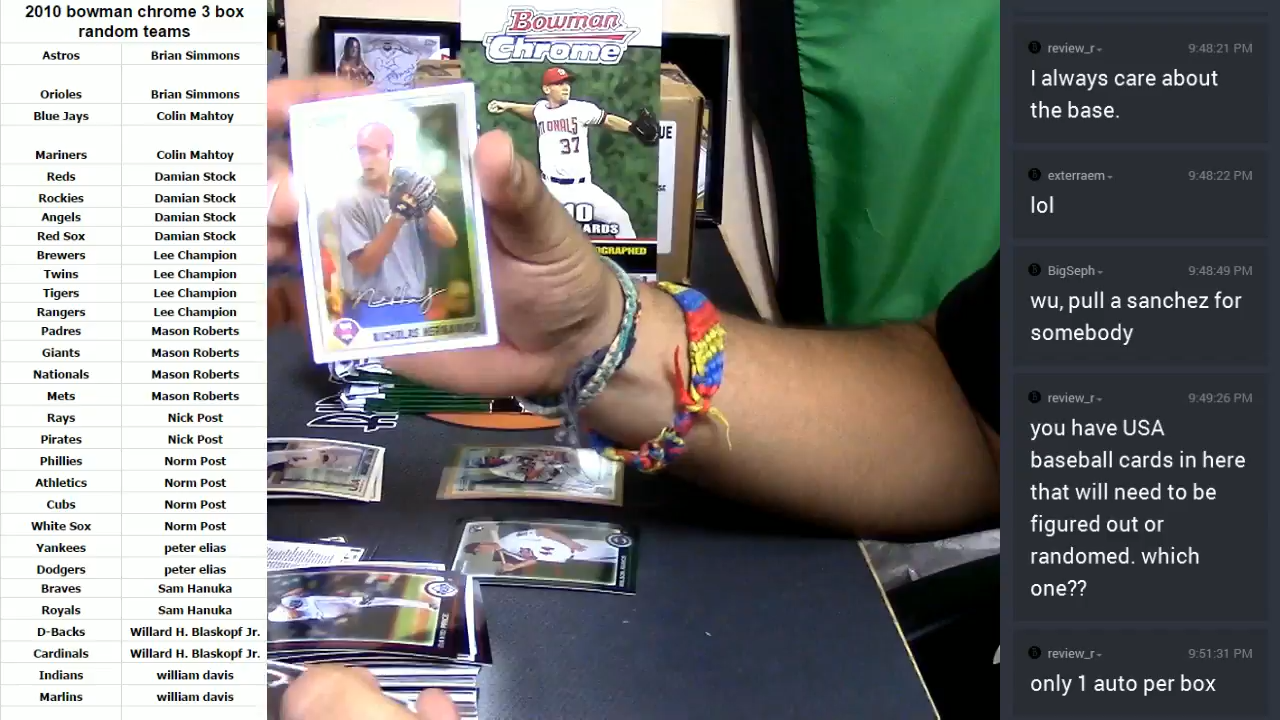 2010 bowman chrome 3 box
random teams
Astros Brian Simmons
Orioles Brian Simmons
Blue Jays Colin Mahtoy
Mariners Colin Mahtoy
Reds Damian Stock
Rockies Damian Stock
Angels Damian Stock
Red Sox Damian Stock
Brewers Lee Champion
Twins Lee Champion
Tigers Lee Champion
Rangers Lee Champion
Padres Mason Roberts
Giants Mason Roberts
Nationals Mason Roberts
Mets Mason Roberts
Rays Nick Post
Pirates Nick Post
Phillies Norm Post
Athletics Norm Post
Cubs Norm Post
White Sox Norm Post
Yankees peter elias
Dodgers peter elias
Braves Sam Hanuka
Royals Sam Hanuka
D-Backs Willard H. Blaskopf Jr.
Cardinals Willard H. Blaskopf Jr.
Indians william davis
Marlins william davis
Bowman
Chrome
37
NICHOLAS
DAVID PRICE
review_r 9:48:21 PM
I always care about
the base.
exterraem 9:48:22 PM
lol
BigSeph 9:48:49 PM
wu, pull a sanchez for
somebody
review_r 9:49:26 PM
you have USA
baseball cards in here
that will need to be
figured out or
randomed. which
one??
review_r 9:51:31 PM
only 1 auto per box